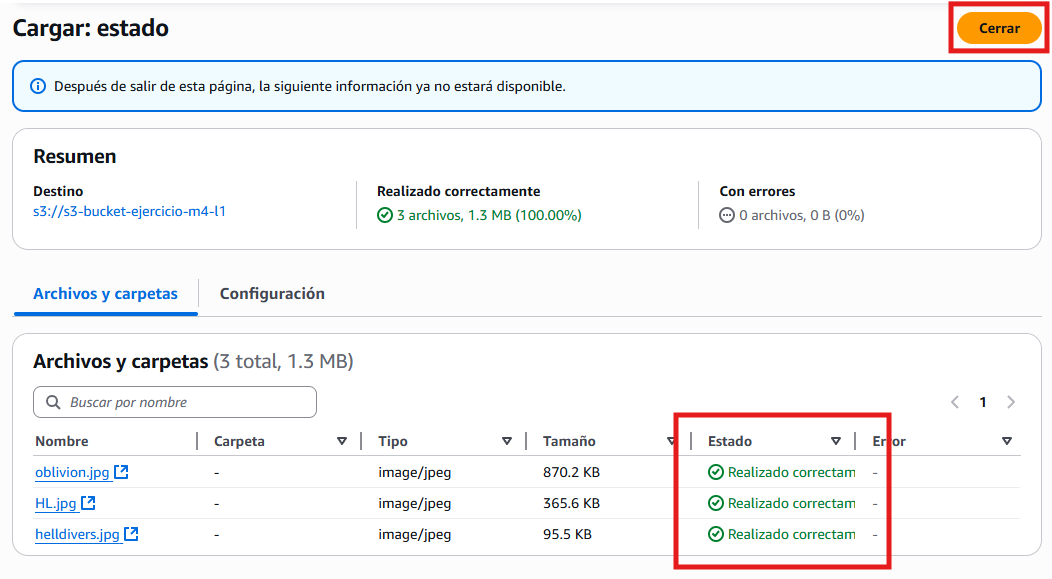 Cargar: estado
Cerrar
Después de salir de esta página, la siguiente información ya no estará disponible.
Resumen
Destino
s3://s3-bucket-ejercicio-m4-l1
Realizado correctamente
3 archivos, 1.3 MB (100.00%)
Con errores
0 archivos, 0 B (0%)
Archivos y carpetas
Configuración
Archivos y carpetas (3 total, 1.3 MB)
Buscar por nombre
1
Nombre Carpeta Tipo Tamaño Estado Error
oblivion.jpg - image/jpeg 870.2 KB Realizado correctam -
HL.jpg - image/jpeg 365.6 KB Realizado correctam -
helldivers.jpg - image/jpeg 95.5 KB Realizado correctam -